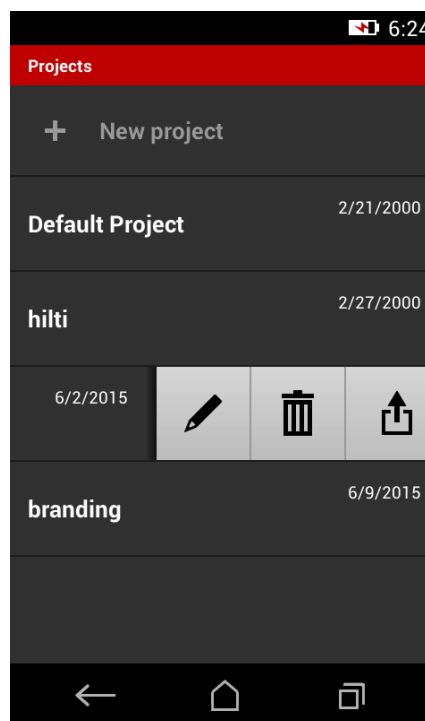 6:24
Projects
+ New project
2/21/2000
Default Project
2/27/2000
hilti
6/2/2015
6/9/2015
branding